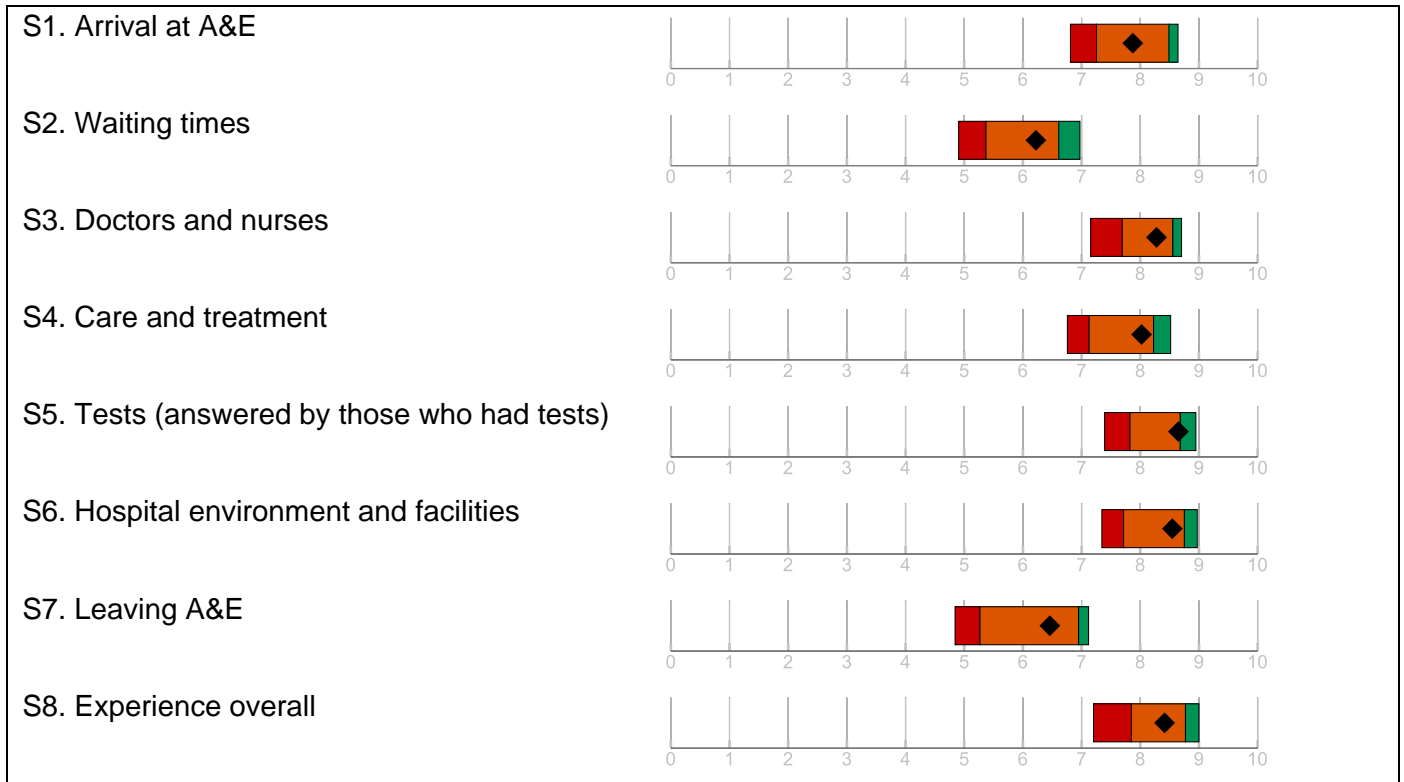 S1. Arrival at A&E
0 1 2 3 4 5 6 7 8 9 10
S2. Waiting times
0 1 2 3 4 5 6 7 8 9 10
S3. Doctors and nurses
0 1 2 3 4 5 6 7 8 9 10
S4. Care and treatment
0 1 2 3 4 5 6 7 8 9 10
S5. Tests (answered by those who had tests)
0 1 2 3 4 5 6 7 8 9 10
S6. Hospital environment and facilities
0 1 2 3 4 5 6 7 8 9 10
S7. Leaving A&E
0 1 2 3 4 5 6 7 8 9 10
S8. Experience overall
0 1 2 3 4 5 6 7 8 9 10